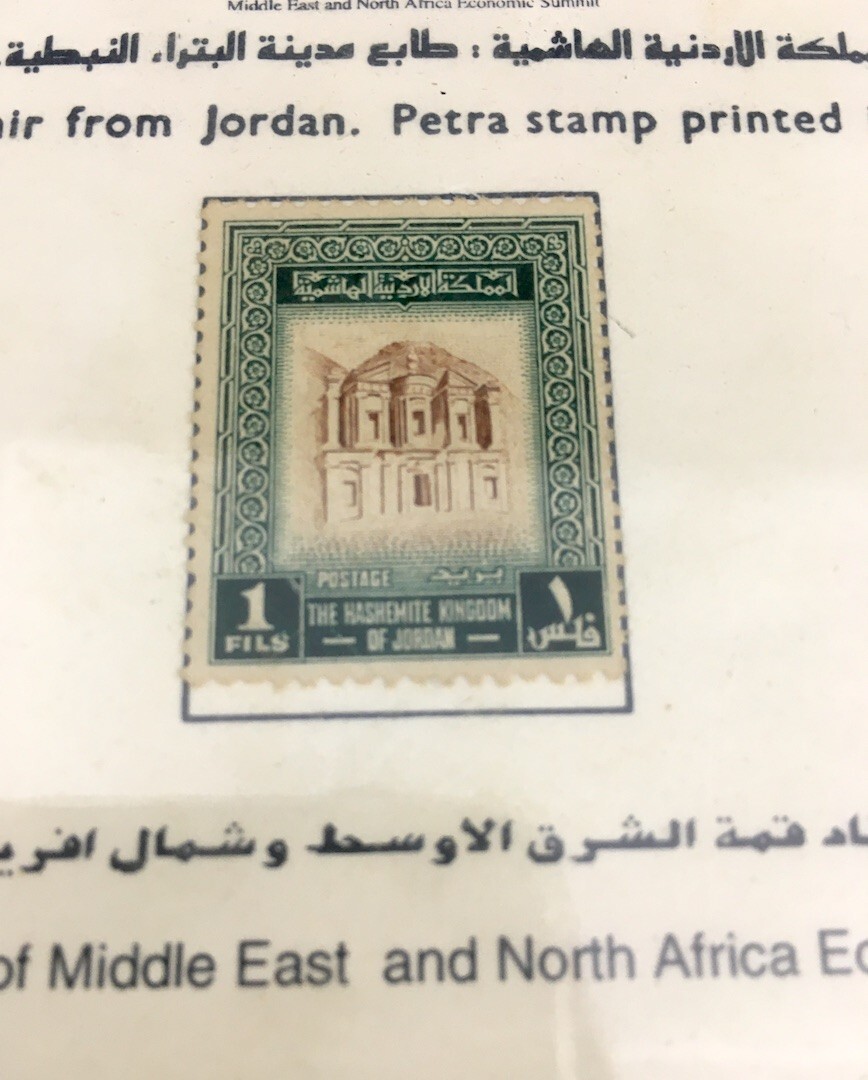 Middle East and North Africa Economic Summit
المملكة الاردنية الهاشمية : طابع مدينة البتراء النبطية
from Jordan. Petra stamp printed
المملكة الاردنية الهاشمية
POSTAGE بريد
1 FILS
THE HASHEMITE KINGDOM
OF JORDAN
١ فلس
قمة الشرق الاوسط وشمال
of Middle East and North Africa